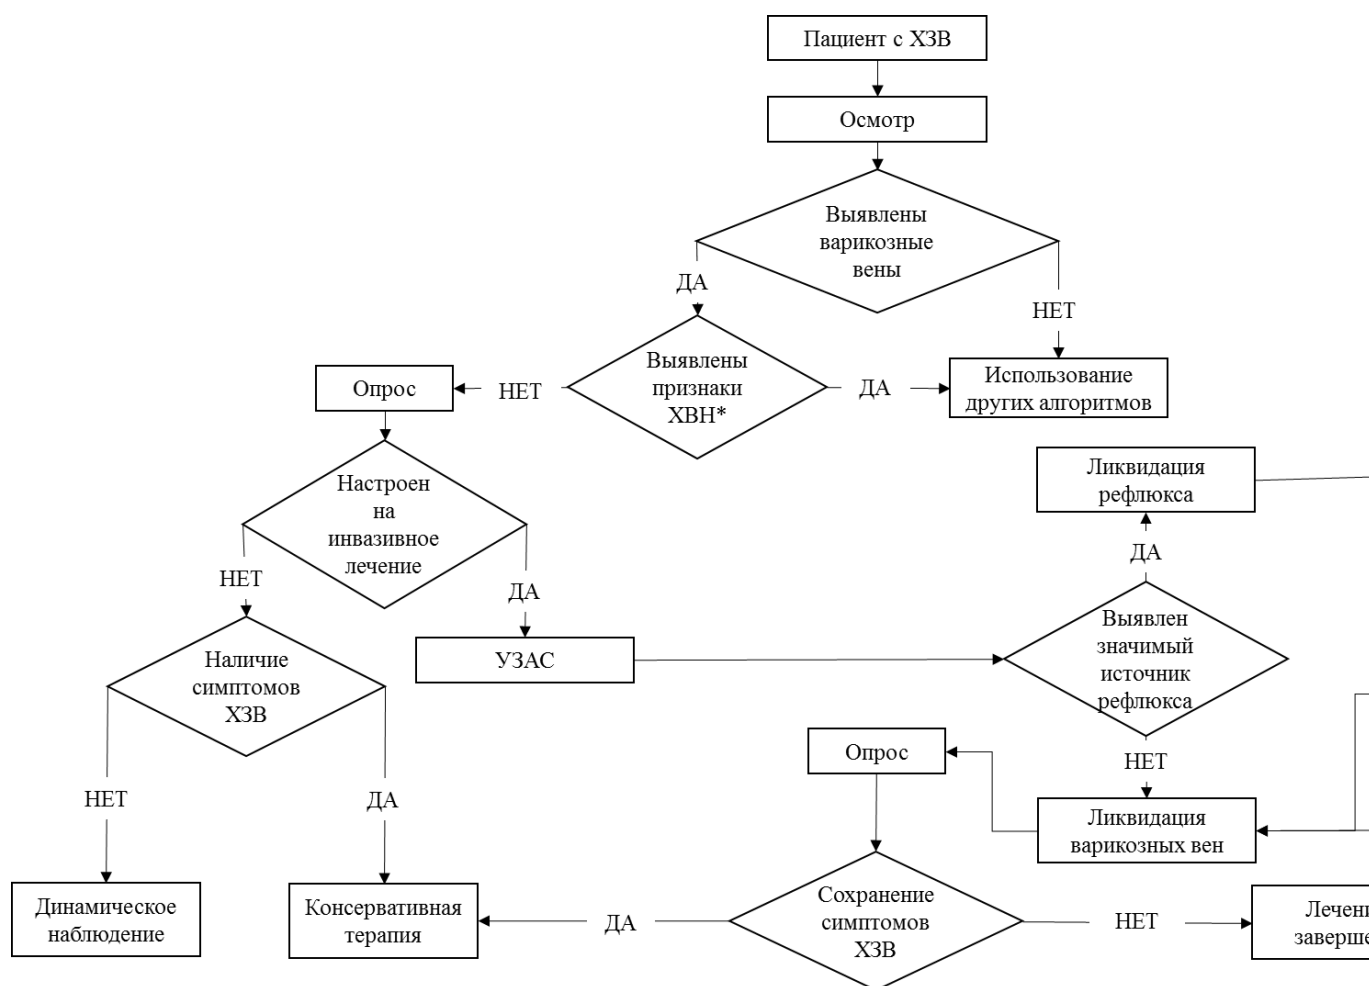 Пациент с ХЗВ
Осмотр
Выявлены
варикозные
вены
ДА
НЕТ
Выявлены
признаки
ХВН*
НЕТ
ДА
Опрос
Использование
других алгоритмов
Настроен
на
инвазивное
лечение
Ликвидация
рефлюкса
НЕТ
ДА
ДА
Наличие
симптомов
ХЗВ
УЗАС
Выявлен
значимый
источник
рефлюкса
НЕТ
ДА
НЕТ
Опрос
Ликвидация
варикозных вен
Динамическое
наблюдение
Консервативная
терапия
ДА
Сохранение
симптомов
ХЗВ
НЕТ
Лечени
заверше